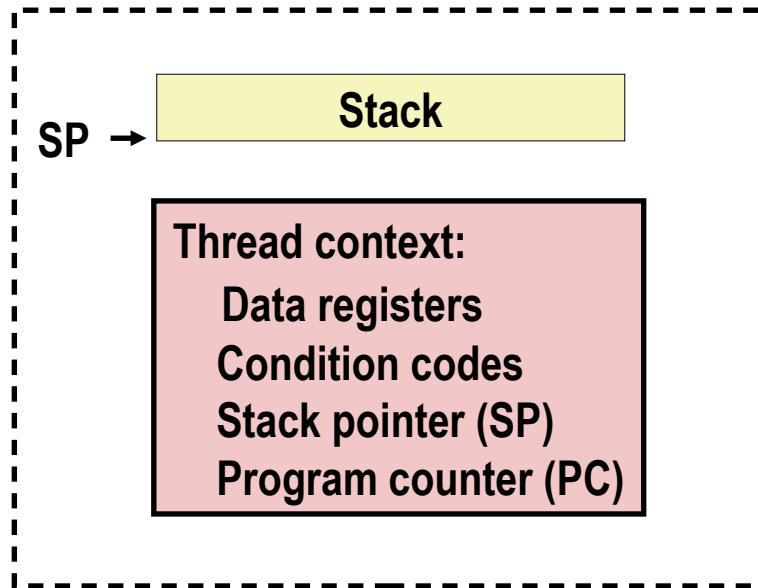 Stack
SP →
Thread context:
Data registers
Condition codes
Stack pointer (SP)
Program counter (PC)